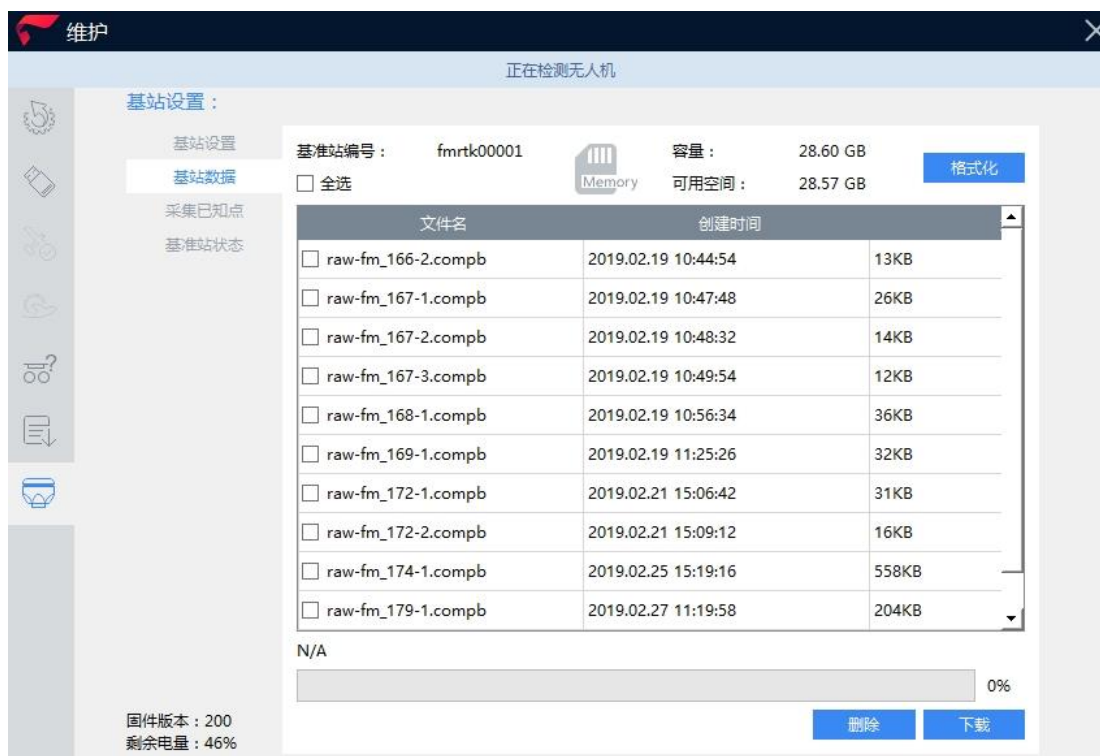 维护
正在检测无人机
基站设置：
基站设置
基站数据
采集已知点
基准站状态
基准站编号： fmrtk00001
Memory
容量： 28.60 GB
格式化
全选
可用空间： 28.57 GB
文件名 创建时间
raw-fm_166-2.compb 2019.02.19 10:44:54 13KB
raw-fm_167-1.compb 2019.02.19 10:47:48 26KB
raw-fm_167-2.compb 2019.02.19 10:48:32 14KB
raw-fm_167-3.compb 2019.02.19 10:49:54 12KB
raw-fm_168-1.compb 2019.02.19 10:56:34 36KB
raw-fm_169-1.compb 2019.02.19 11:25:26 32KB
raw-fm_172-1.compb 2019.02.21 15:06:42 31KB
raw-fm_172-2.compb 2019.02.21 15:09:12 16KB
raw-fm_174-1.compb 2019.02.25 15:19:16 558KB
raw-fm_179-1.compb 2019.02.27 11:19:58 204KB
N/A
0%
固件版本：200
剩余电量：46%
删除 下载